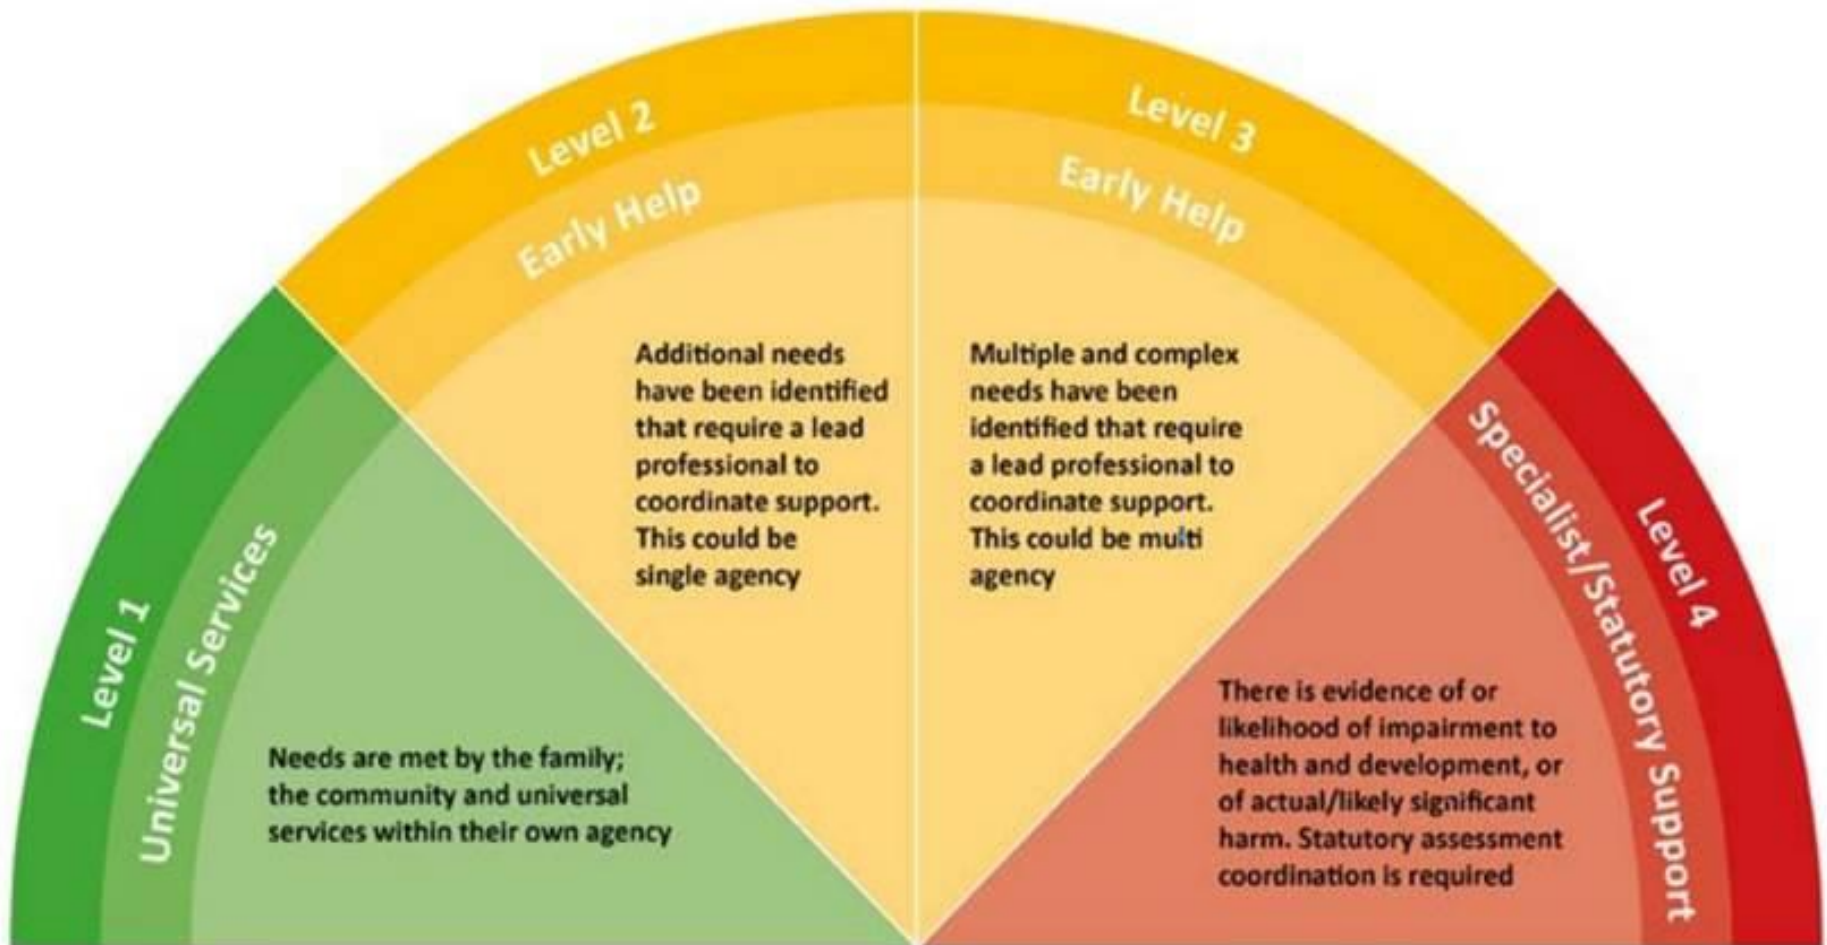 Level 1
Universal Services
Needs are met by the family;
the community and universal
services within their own agency
Level 2
Early Help
Additional needs
have been identified
that require a lead
professional to
coordinate support.
This could be
single agency
Level 3
Early Help
Multiple and complex
needs have been
identified that require
a lead professional to
coordinate support.
This could be multi
agency
Level 4
Specialist/Statutory Support
There is evidence of or
likelihood of impairment to
health and development, or
of actual/likely significant
harm. Statutory assessment
coordination is required